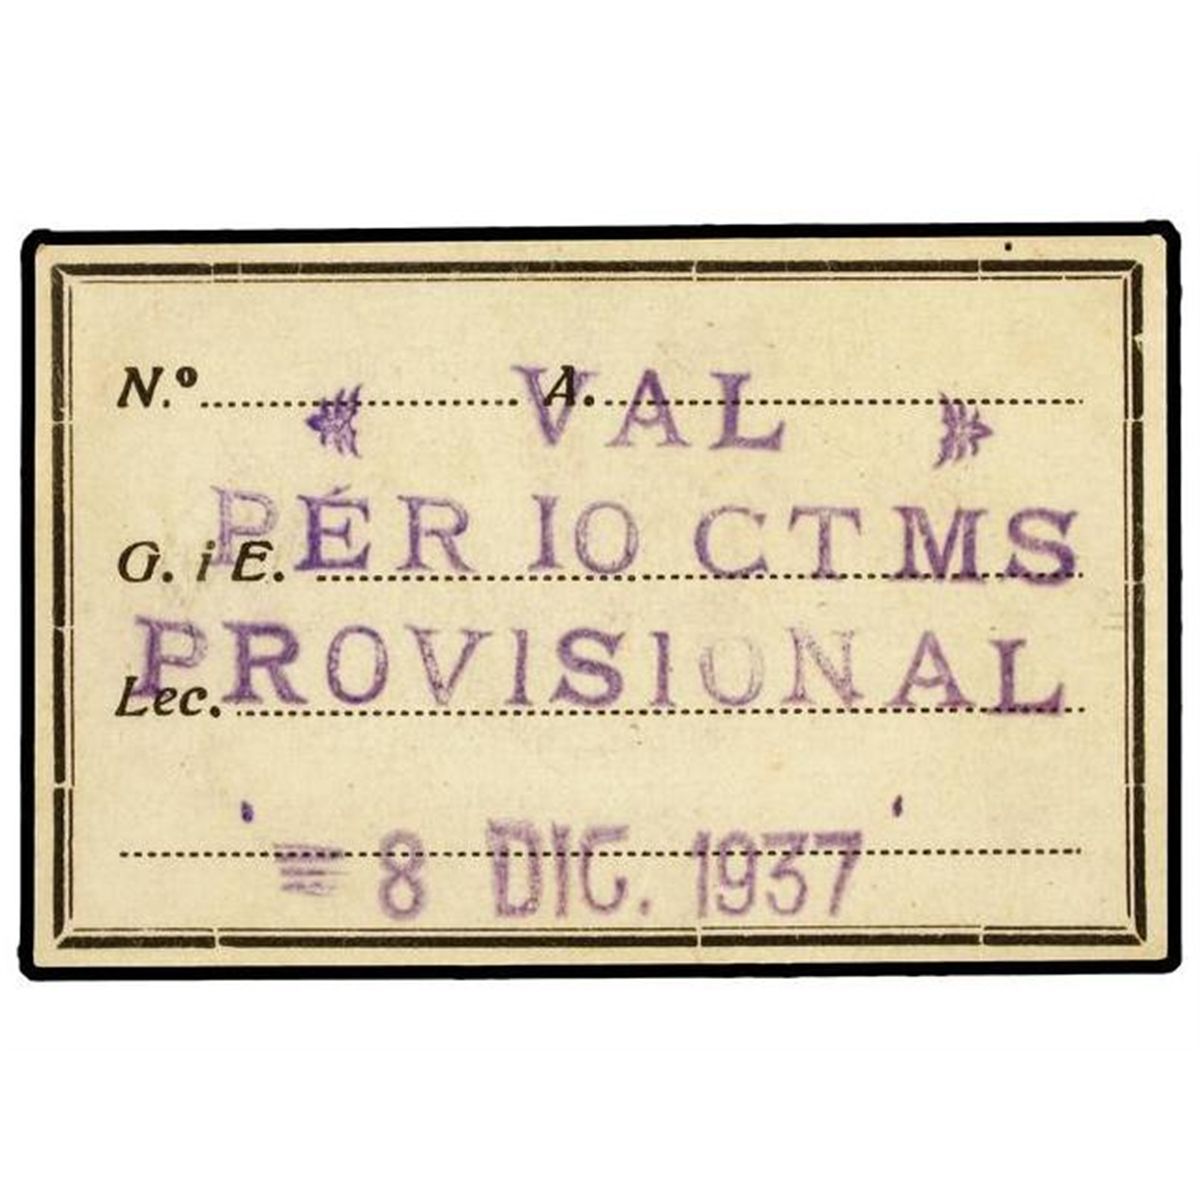 N.º A.
VAL
G. i E.
PÉR 10 CTMS
Lec.
PROVISIONAL
8 DIC. 1937